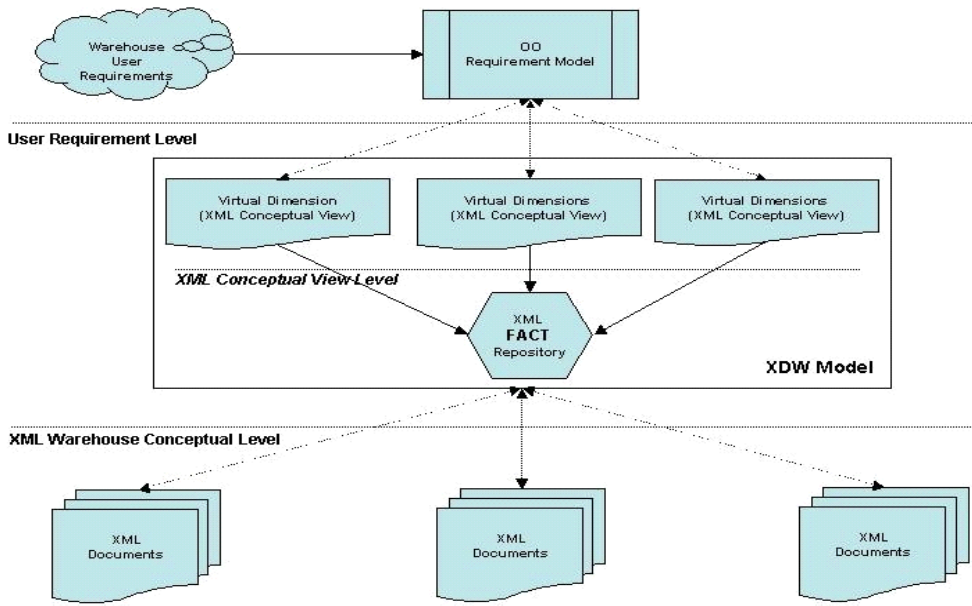 Warehouse
User
Requirements
OO
Requirement Model
User Requirement Level
Virtual Dimension
(XML Conceptual View)
Virtual Dimensions
(XML Conceptual View)
Virtual Dimensions
(XML Conceptual View)
XML Conceptual View Level
XML
FACT
Repository
XDW Model
XML Warehouse Conceptual Level
XML
Documents
XML
Documents
XML
Documents